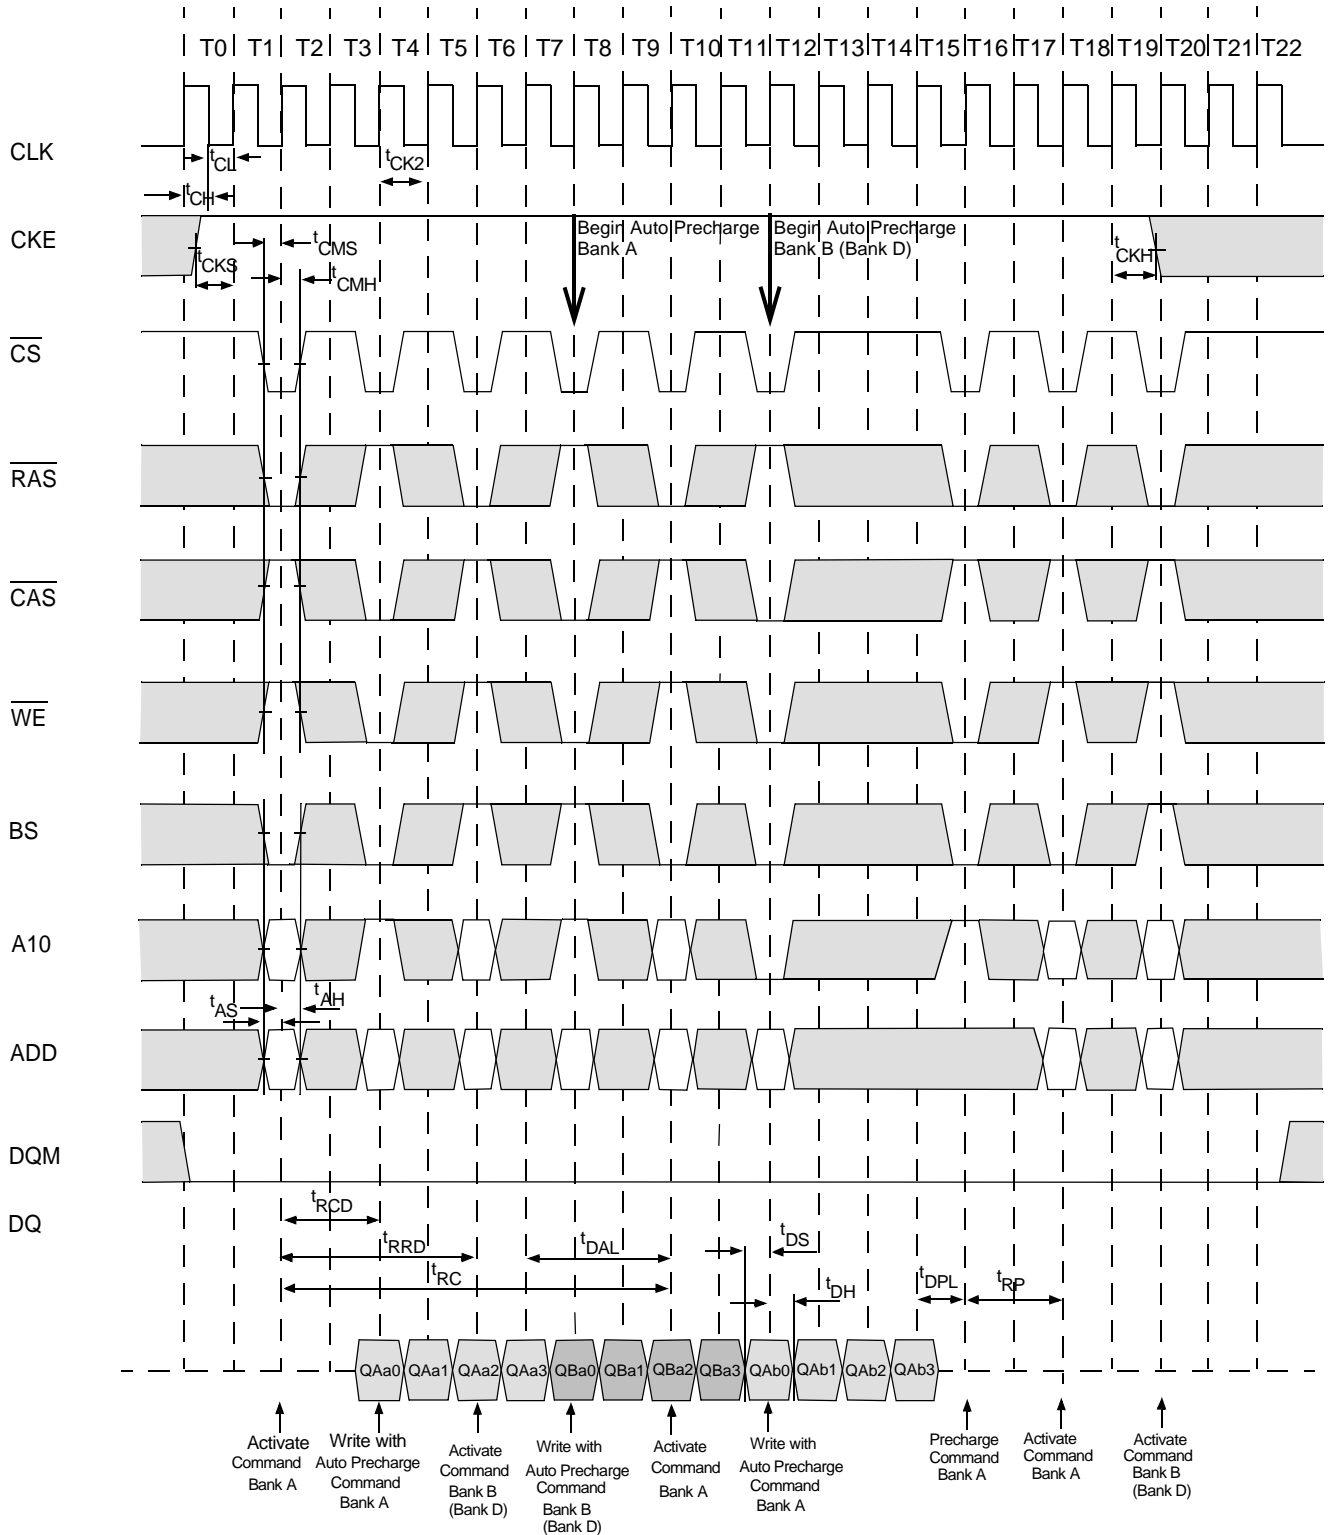 T0 T1 T2 T3 T4 T5 T6 T7 T8 T9 T10 T11 T12 T13 T14 T15 T16 T17 T18 T19 T20 T21 T22
CLK
tCL
tCK2
tCH
CKE
tCKS
tCMS
tCMH
Begin Auto Precharge
Bank A
Begin Auto Precharge
Bank B (Bank D)
tCKH
CS
RAS
CAS
WE
BS
A10
tAS
tAH
ADD
DQM
DQ
tRCD
tRRD
tDAL
tDS
tRC
tDH
tDPL
tRP
QAa0 QAa1 QAa2 QAa3 QBa0 QBa1 QBa2 QBa3 QAb0 QAb1 QAb2 QAb3
Activate
Command
Bank A
Write with
Auto Precharge
Command
Bank A
Activate
Command
Bank B
(Bank D)
Write with
Auto Precharge
Command
Bank B
(Bank D)
Activate
Command
Bank A
Write with
Auto Precharge
Command
Bank A
Precharge
Command
Bank A
Activate
Command
Bank A
Activate
Command
Bank B
(Bank D)